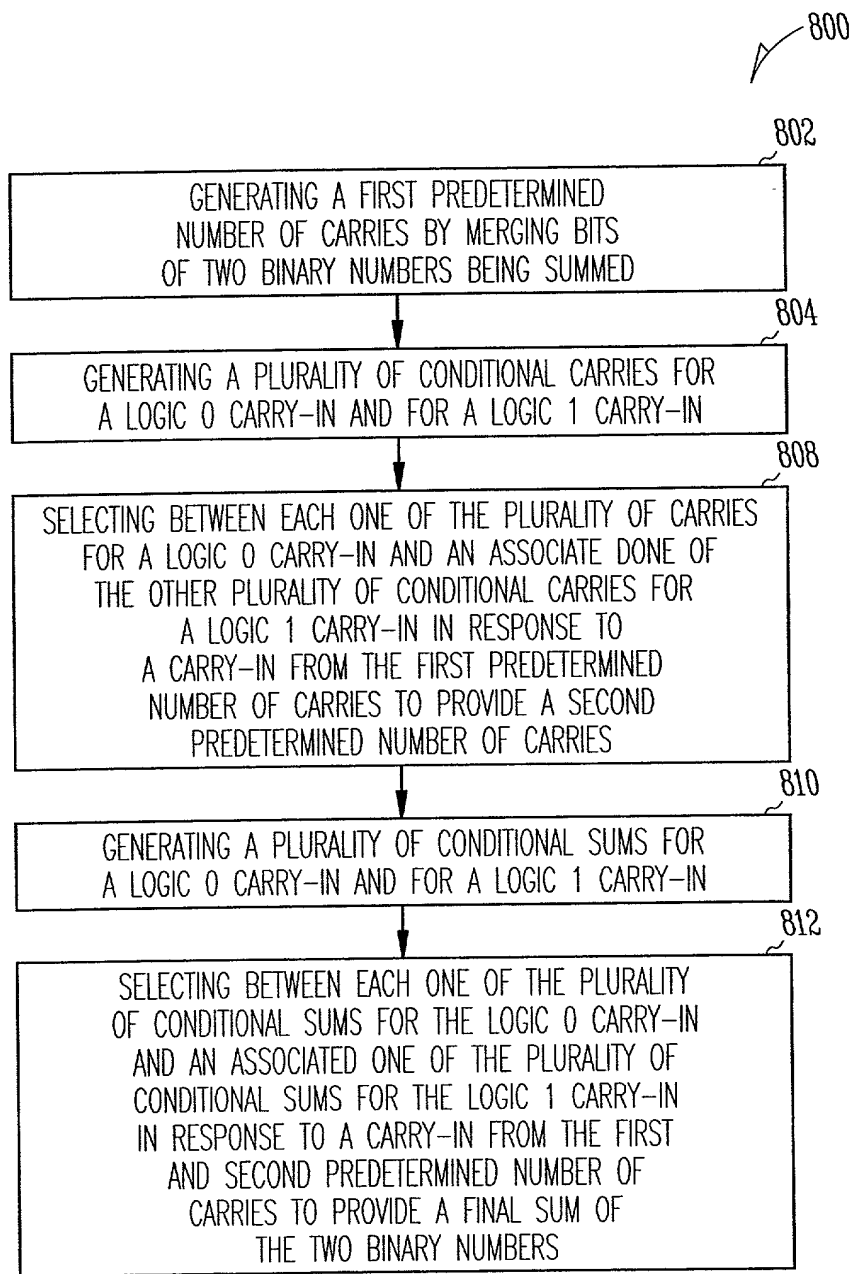 800
802
GENERATING A FIRST PREDETERMINED
NUMBER OF CARRIES BY MERGING BITS
OF TWO BINARY NUMBERS BEING SUMMED
804
GENERATING A PLURALITY OF CONDITIONAL CARRIES FOR
A LOGIC 0 CARRY-IN AND FOR A LOGIC 1 CARRY-IN
808
SELECTING BETWEEN EACH ONE OF THE PLURALITY OF CARRIES
FOR A LOGIC 0 CARRY-IN AND AN ASSOCIATE DONE OF
THE OTHER PLURALITY OF CONDITIONAL CARRIES FOR
A LOGIC 1 CARRY-IN IN RESPONSE TO
A CARRY-IN FROM THE FIRST PREDETERMINED
NUMBER OF CARRIES TO PROVIDE A SECOND
PREDETERMINED NUMBER OF CARRIES
810
GENERATING A PLURALITY OF CONDITIONAL SUMS FOR
A LOGIC 0 CARRY-IN AND FOR A LOGIC 1 CARRY-IN
812
SELECTING BETWEEN EACH ONE OF THE PLURALITY
OF CONDITIONAL SUMS FOR THE LOGIC 0 CARRY-IN
AND AN ASSOCIATED ONE OF THE PLURALITY OF
CONDITIONAL SUMS FOR THE LOGIC 1 CARRY-IN
IN RESPONSE TO A CARRY-IN FROM THE FIRST
AND SECOND PREDETERMINED NUMBER OF
CARRIES TO PROVIDE A FINAL SUM OF
THE TWO BINARY NUMBERS